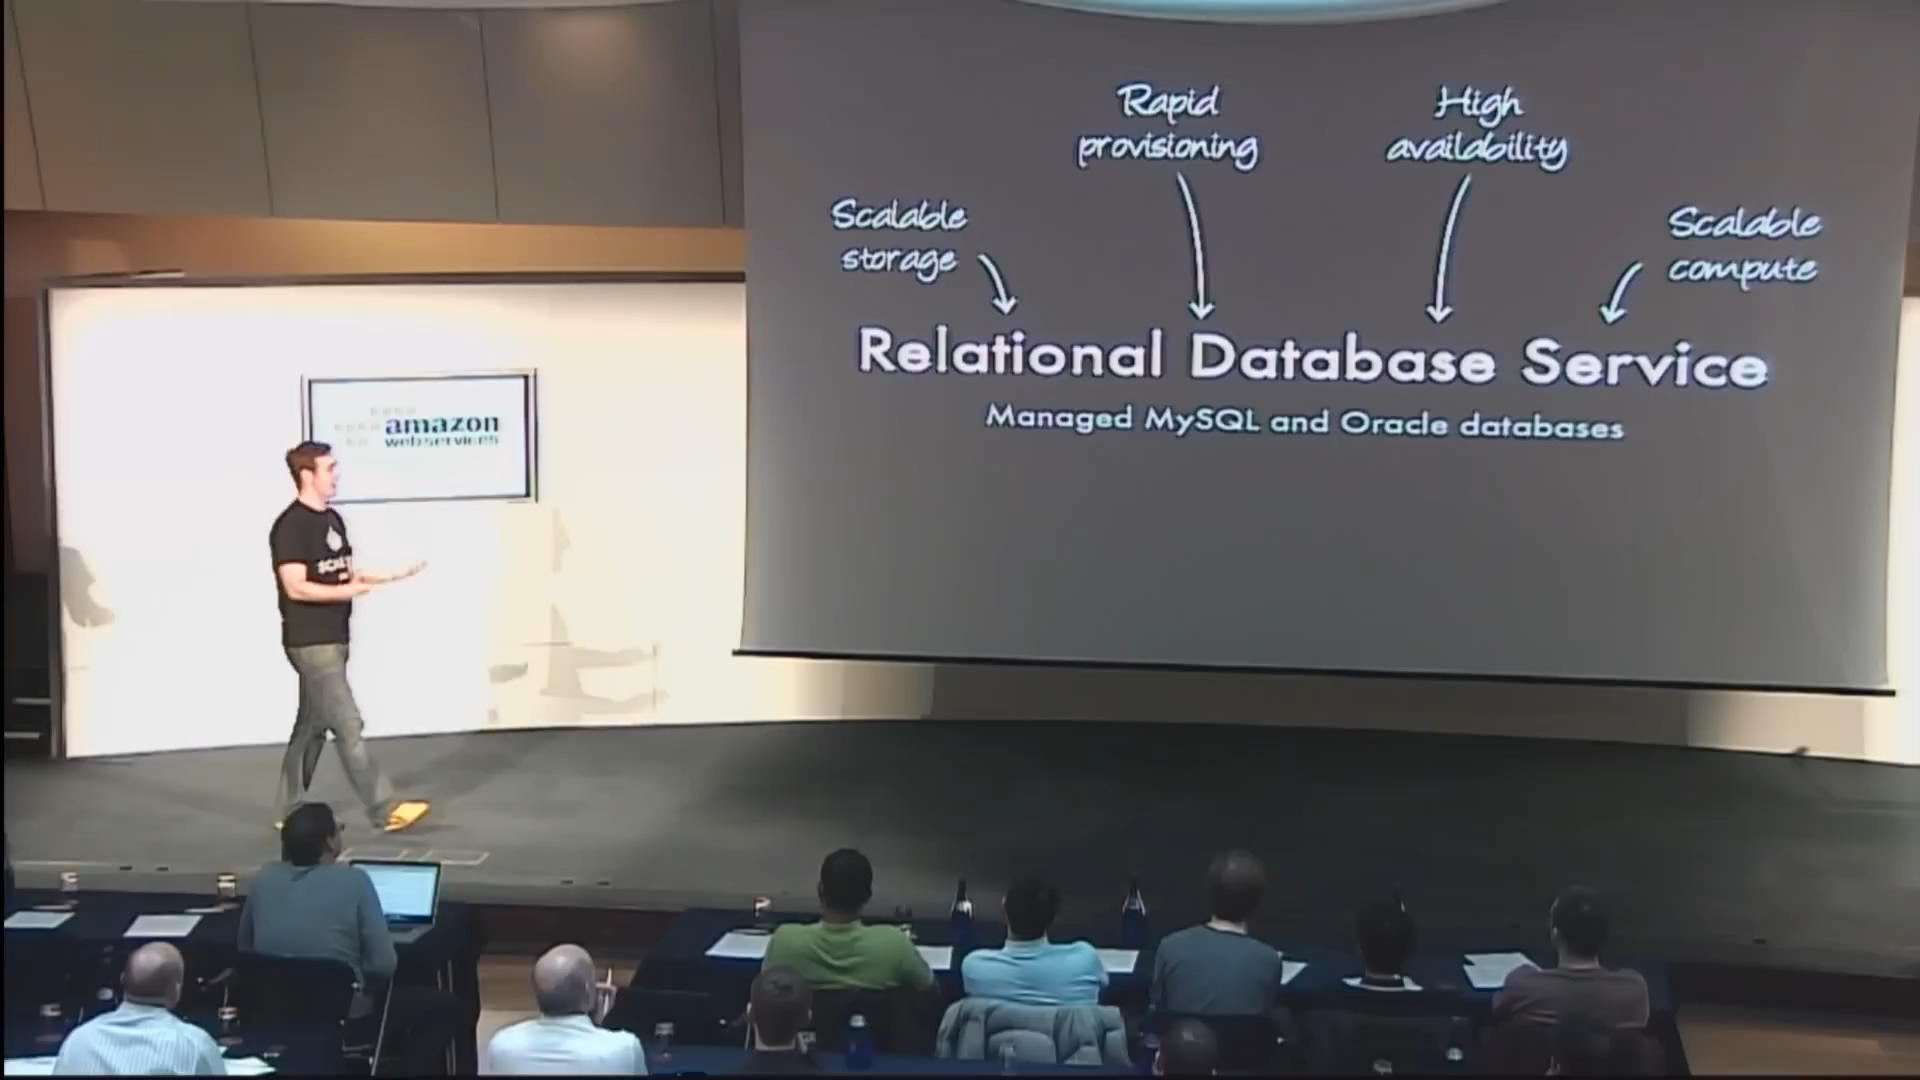 Rapid
provisioning
High
availability
Scalable
storage
Scalable
compute
Relational Database Service
Managed MySQL and Oracle databases
amazon
webservices